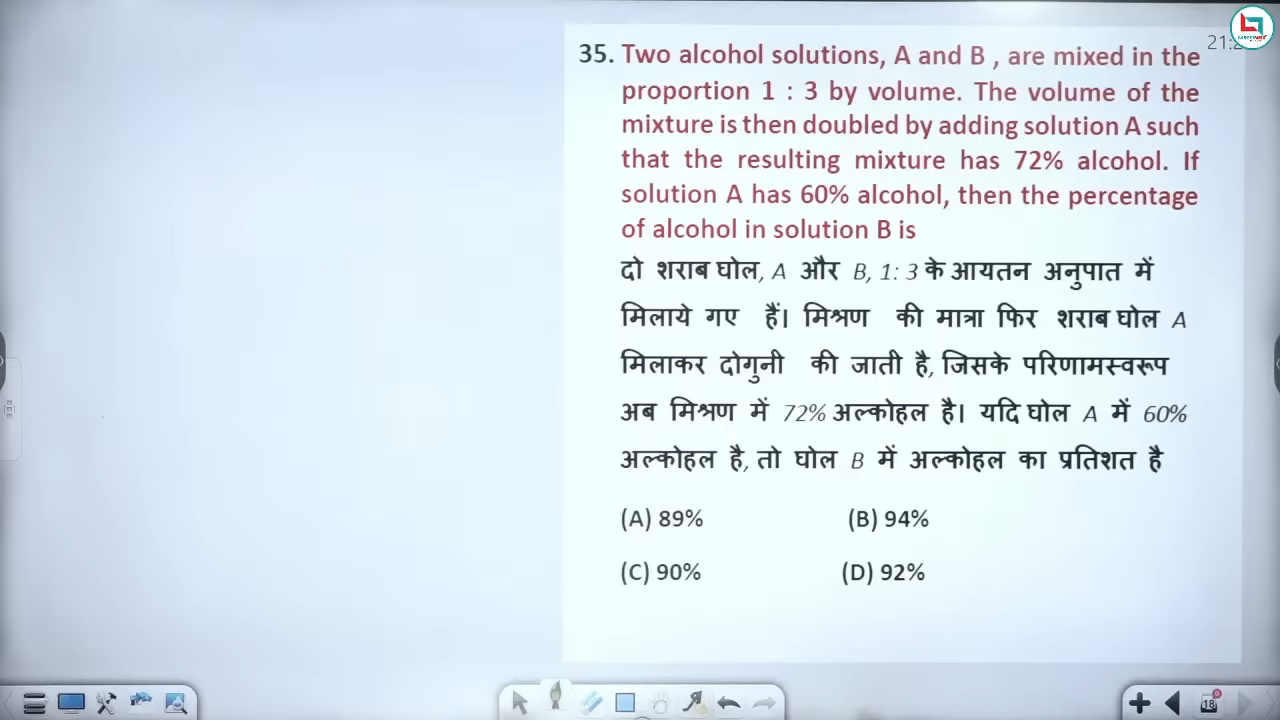 35. Two alcohol solutions, A and B , are mixed in the
proportion 1 : 3 by volume. The volume of the
mixture is then doubled by adding solution A such
that the resulting mixture has 72% alcohol. If
solution A has 60% alcohol, then the percentage
of alcohol in solution B is
दो शराब घोल, A और B, 1: 3 के आयतन अनुपात में
मिलाये गए हैं। मिश्रण की मात्रा फिर शराब घोल A
मिलाकर दोगुनी की जाती है, जिसके परिणामस्वरूप
अब मिश्रण में 72% अल्कोहल है। यदि घोल A में 60%
अल्कोहल है, तो घोल B में अल्कोहल का प्रतिशत है
(A) 89% (B) 94%
(C) 90% (D) 92%
18